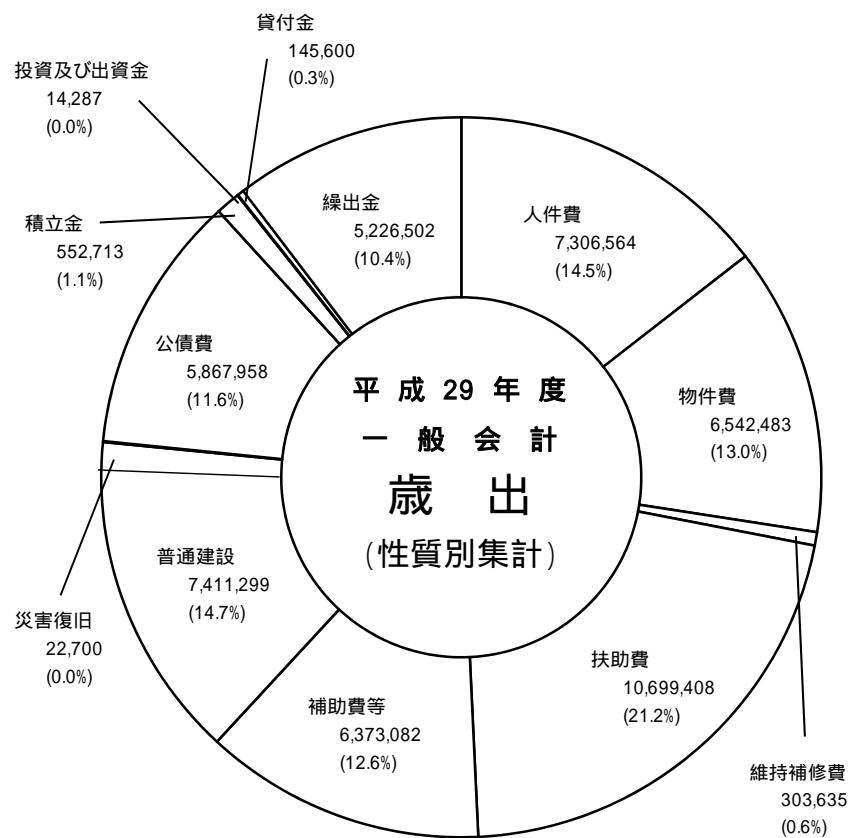 貸付金
145,600
(0.3%)
投資及び出資金
14,287
(0.0%)
積立金
552,713
(1.1%)
繰出金
5,226,502
(10.4%)
人件費
7,306,564
(14.5%)
公債費
5,867,958
(11.6%)
物件費
6,542,483
(13.0%)
平成29年度
一般会計
歳出
(性質別集計)
普通建設
7,411,299
(14.7%)
災害復旧
22,700
(0.0%)
補助費等
6,373,082
(12.6%)
扶助費
10,699,408
(21.2%)
維持補修費
303,635
(0.6%)